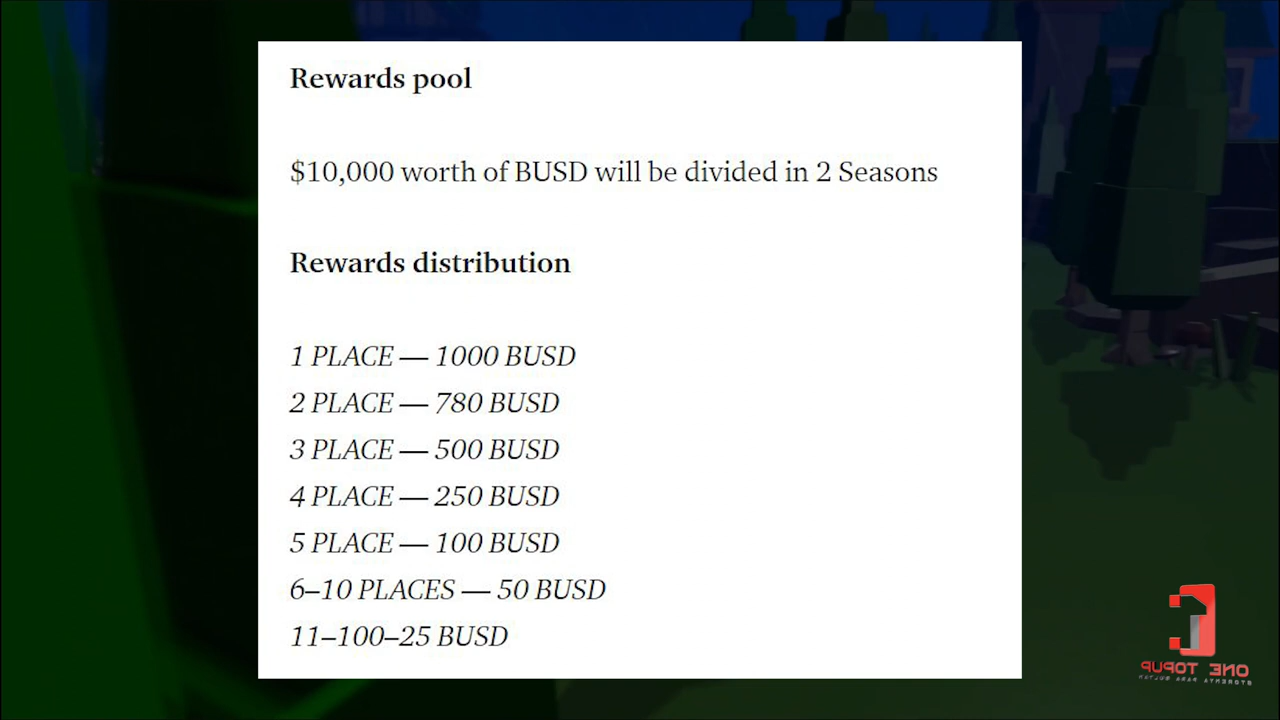 Rewards pool
$10,000 worth of BUSD will be divided in 2 Seasons
Rewards distribution
1 PLACE — 1000 BUSD
2 PLACE — 780 BUSD
3 PLACE — 500 BUSD
4 PLACE — 250 BUSD
5 PLACE — 100 BUSD
6–10 PLACES — 50 BUSD
11–100–25 BUSD
ONE TOPUP